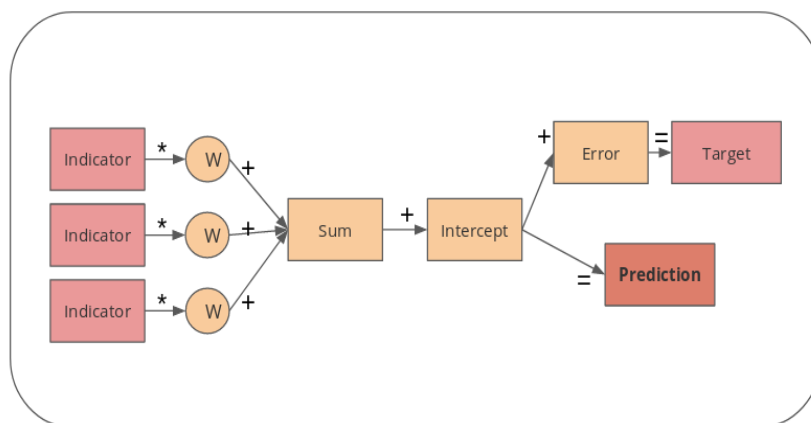 Indicator * W +
Indicator * W +
Indicator * W +
Sum + Intercept
+ Error = Target
= Prediction